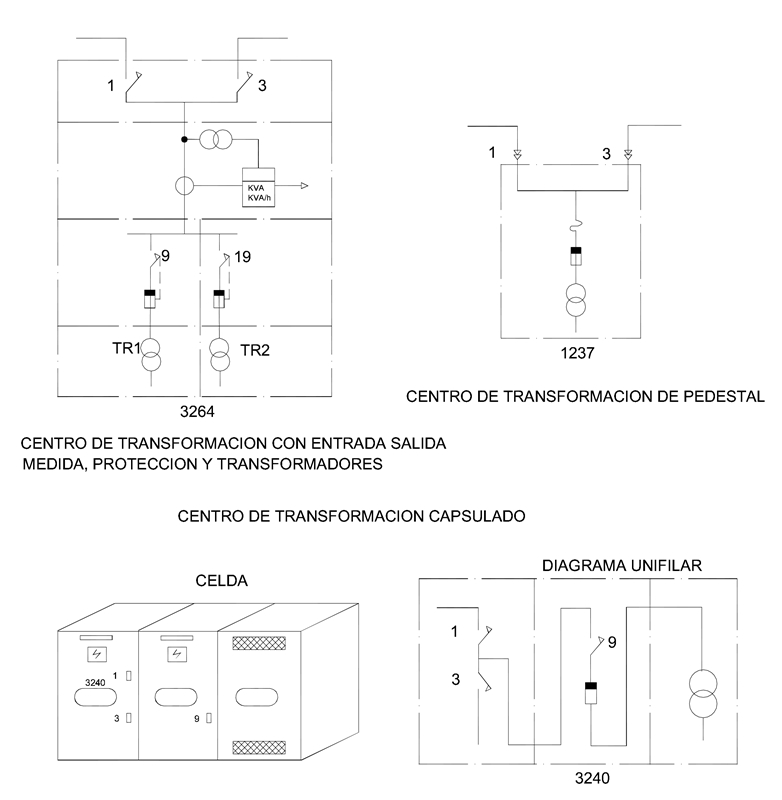 1
3
KVA
KVA/h
9
19
TR1
TR2
3264
CENTRO DE TRANSFORMACION CON ENTRADA SALIDA
MEDIDA, PROTECCION Y TRANSFORMADORES
1
3
1237
CENTRO DE TRANSFORMACION DE PEDESTAL
CENTRO DE TRANSFORMACION CAPSULADO
CELDA
3240
1
3
9
DIAGRAMA UNIFILAR
1
3
9
3240